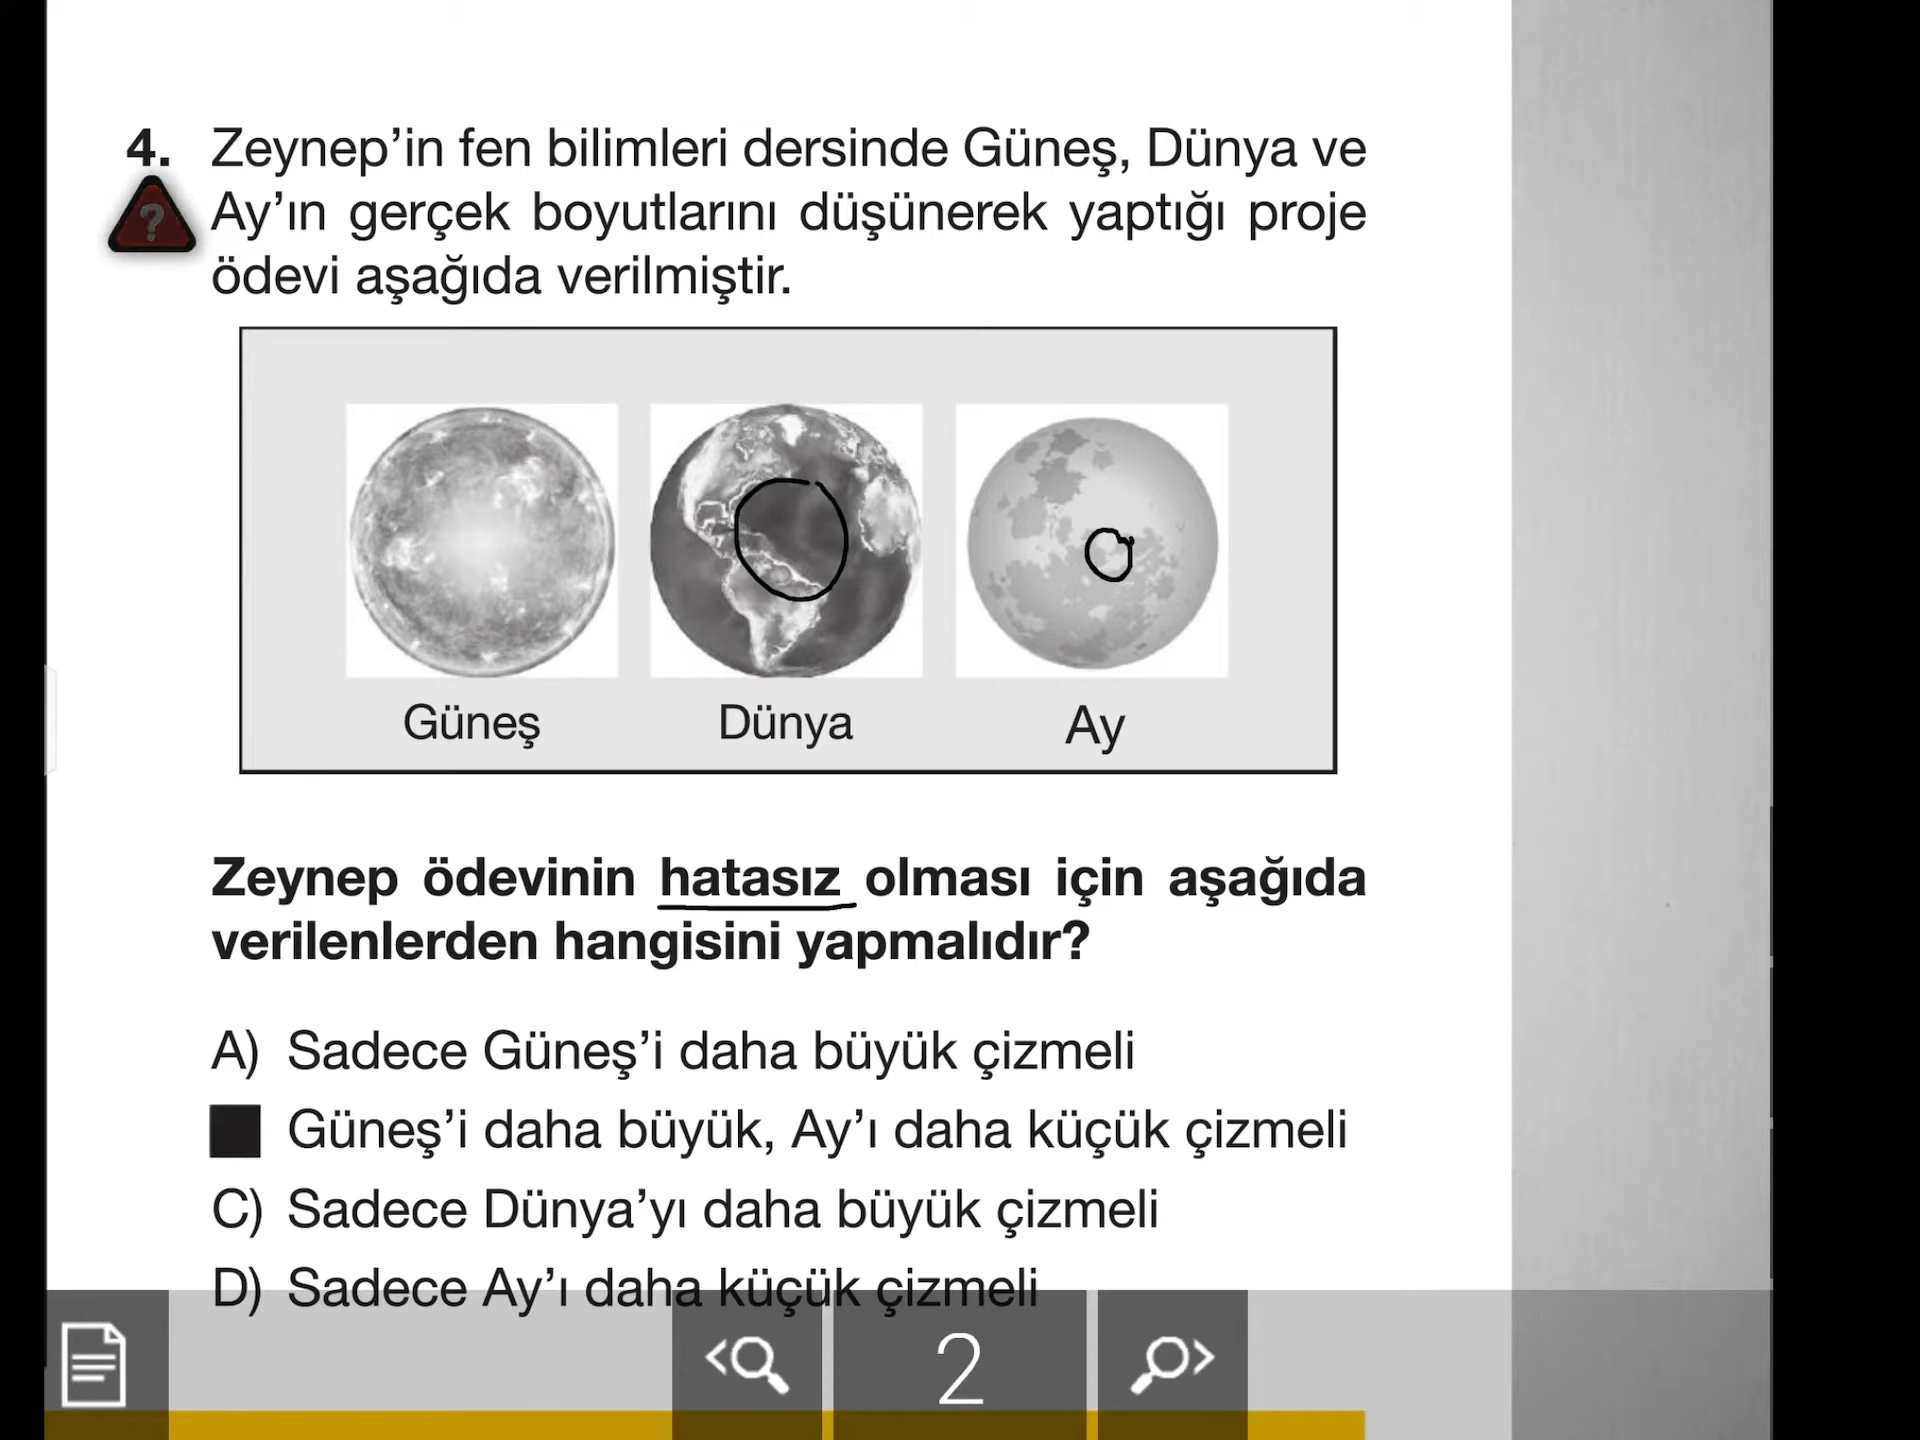 4. Zeynep'in fen bilimleri dersinde Güneş, Dünya ve
Ay'ın gerçek boyutlarını düşünerek yaptığı proje
ödevi aşağıda verilmiştir.
?
Güneş Dünya Ay
Zeynep ödevinin hatasız olması için aşağıda
verilenlerden hangisini yapmalıdır?
A) Sadece Güneş'i daha büyük çizmeli
Güneş'i daha büyük, Ay'ı daha küçük çizmeli
C) Sadece Dünya'yı daha büyük çizmeli
D) Sadece Ay'ı daha küçük çizmeli
2